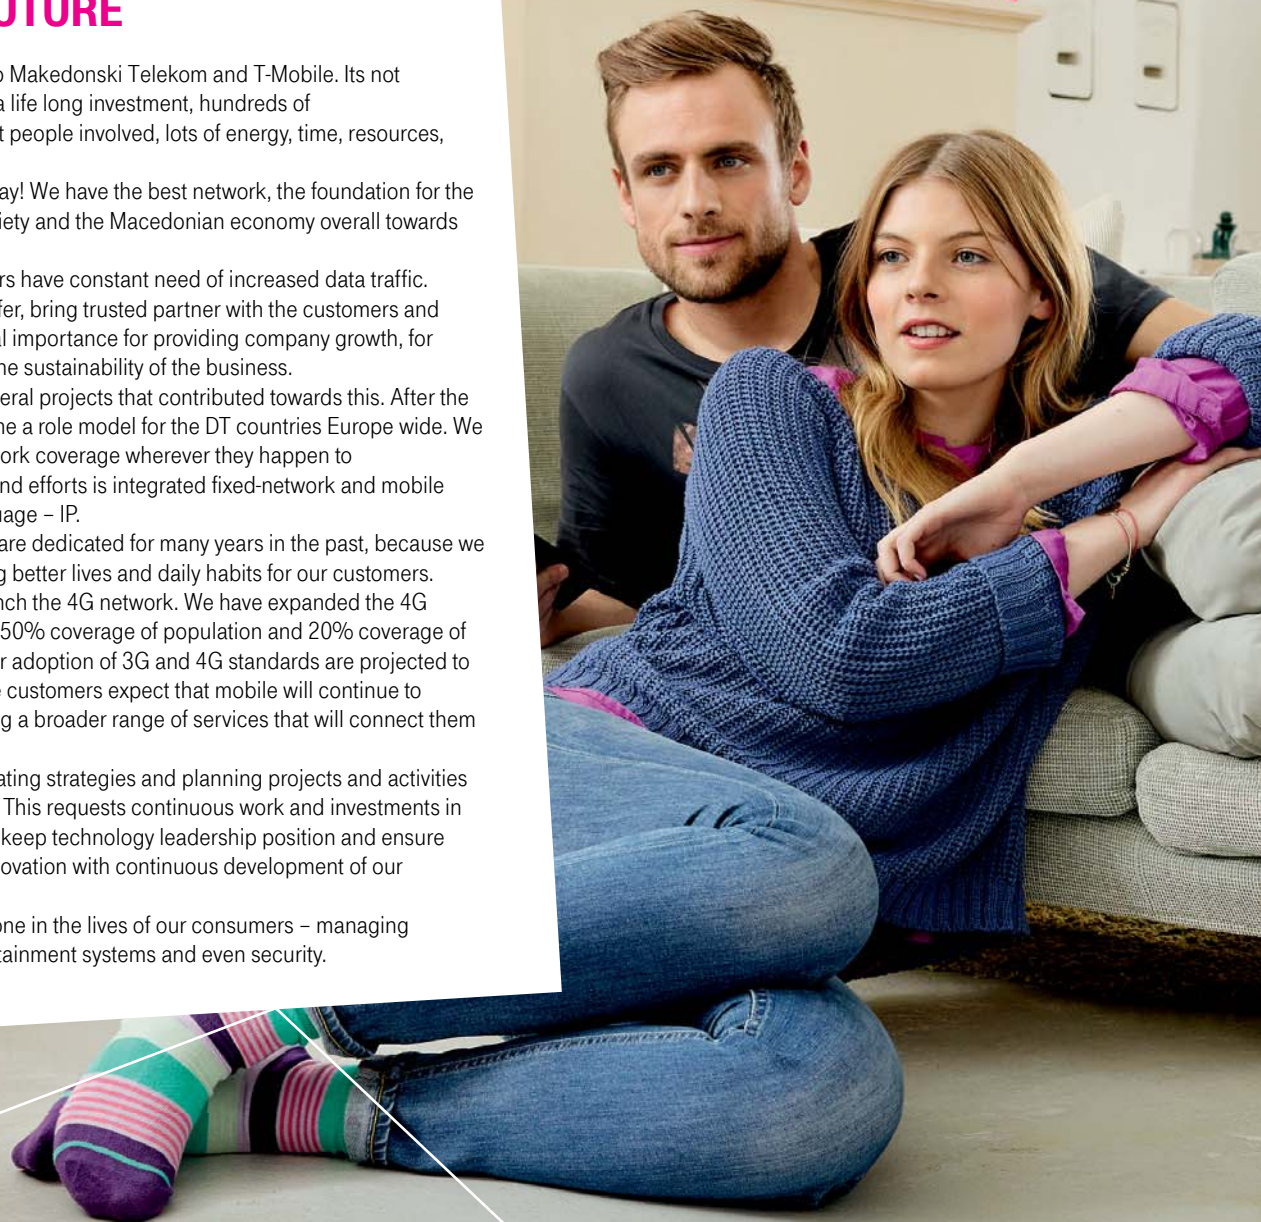 UTURE
o Makedonski Telekom and T-Mobile. Its not
a life long investment, hundreds of
t people involved, lots of energy, time, resources,
ay! We have the best network, the foundation for the
iety and the Macedonian economy overall towards
rs have constant need of increased data traffic.
fer, bring trusted partner with the customers and
al importance for providing company growth, for
he sustainability of the business.
eral projects that contributed towards this. After the
ne a role model for the DT countries Europe wide. We
ork coverage wherever they happen to
nd efforts is integrated fixed-network and mobile
uage – IP.
are dedicated for many years in the past, because we
g better lives and daily habits for our customers.
nch the 4G network. We have expanded the 4G
50% coverage of population and 20% coverage of
r adoption of 3G and 4G standards are projected to
e customers expect that mobile will continue to
g a broader range of services that will connect them
ating strategies and planning projects and activities
This requests continuous work and investments in
keep technology leadership position and ensure
ovation with continuous development of our
one in the lives of our consumers – managing
tainment systems and even security.